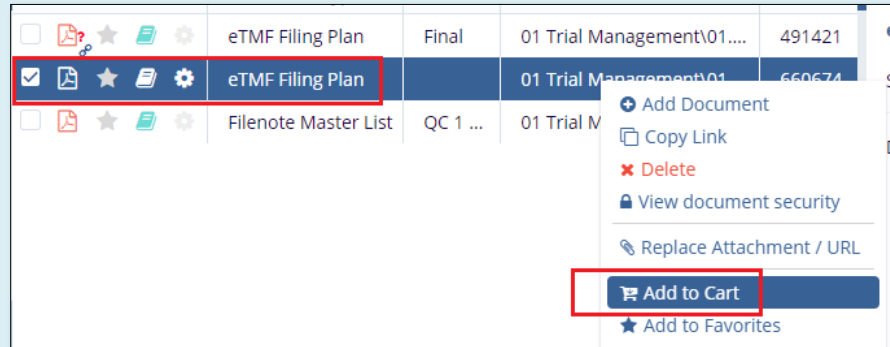 eTMF Filing Plan Final 01 Trial Management\01.... 491421
eTMF Filing Plan 01 Trial Management\01.... 660674
Filenote Master List QC 1 ... 01 Trial M
Add Document
Copy Link
Delete
View document security
Replace Attachment / URL
Add to Cart
Add to Favorites